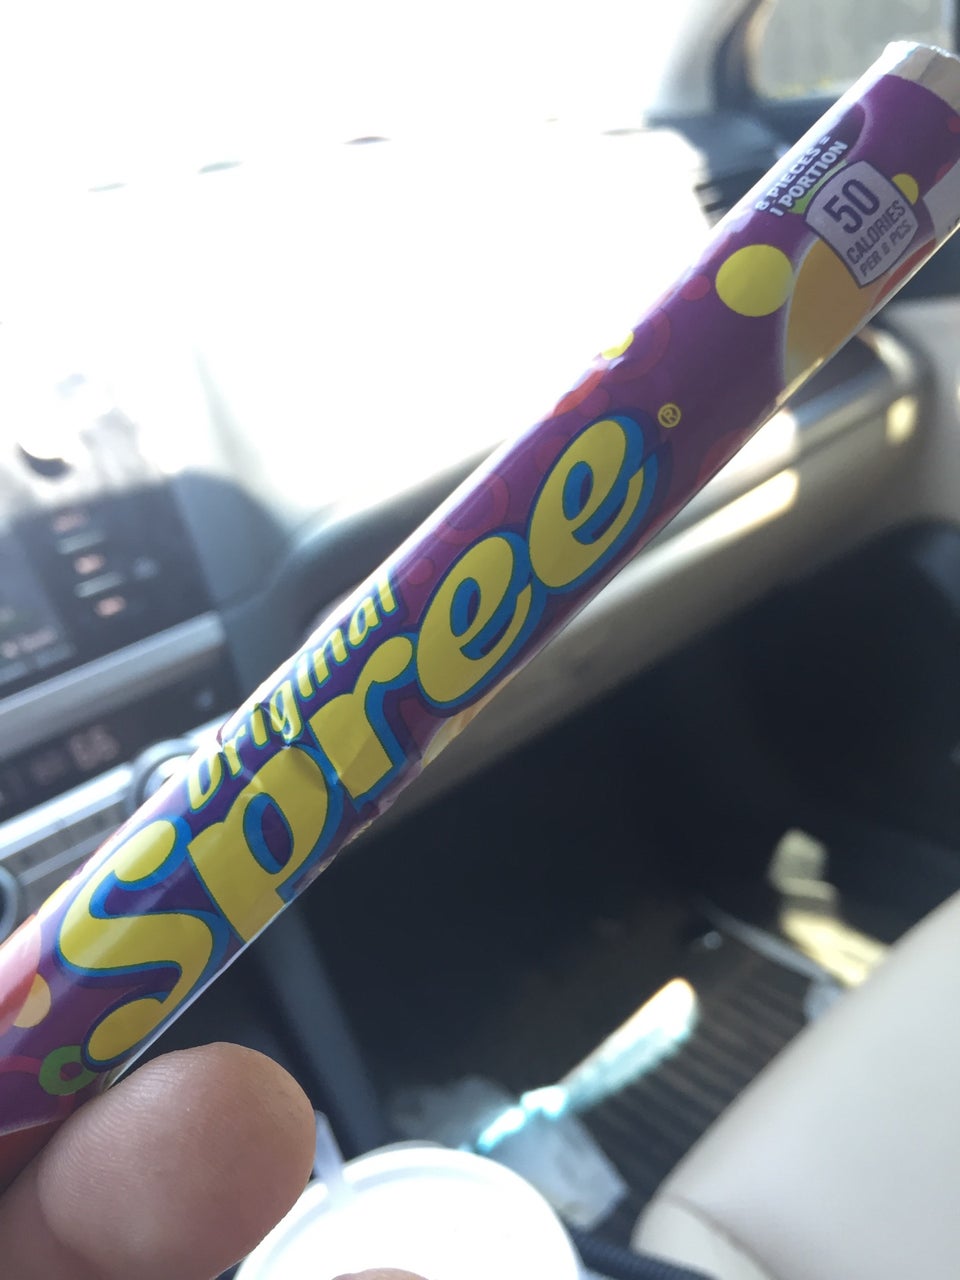 8 PIECES =
1 PORTION
50
CALORIES
PER 8 PCS
Original
Spree®